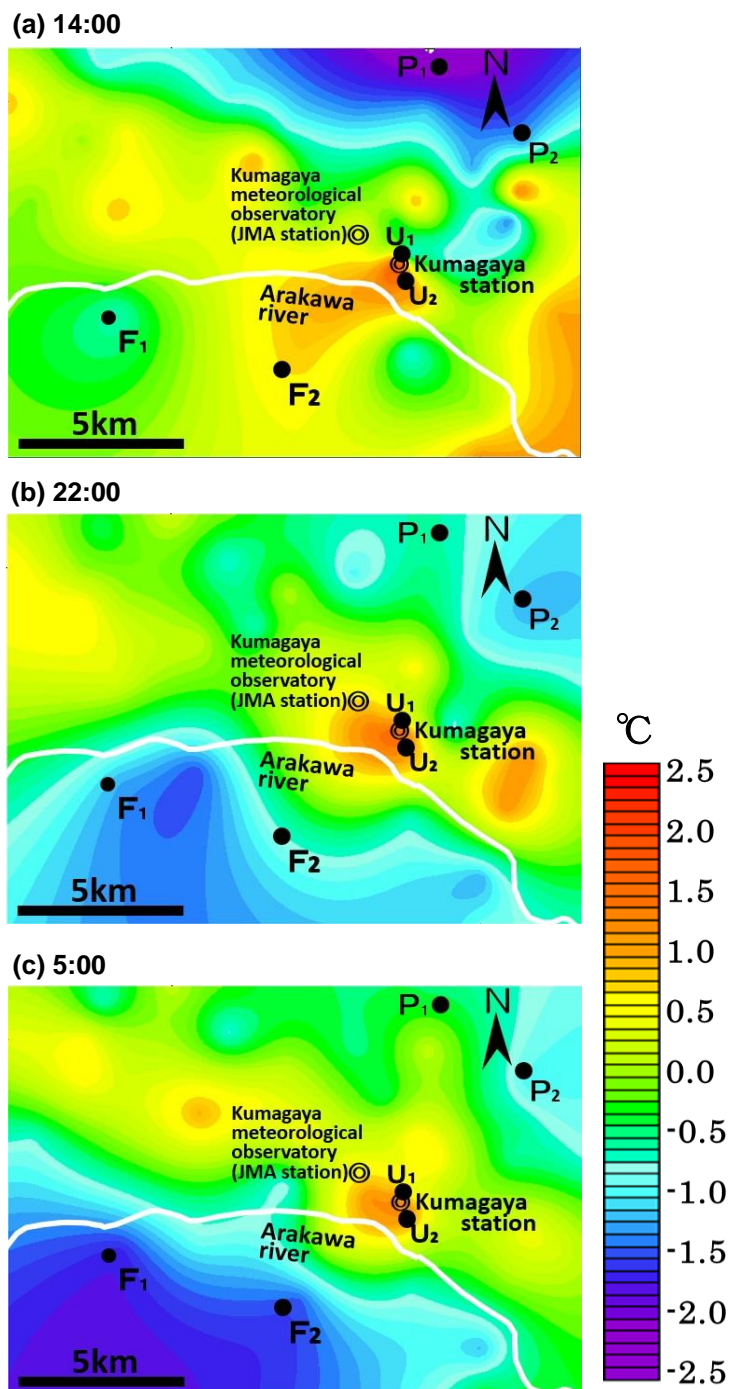 (a) 14:00
P₁
N
P₂
Kumagaya
meteorological
observatory
(JMA station)
U₁
Kumagaya
station
U₂
Arakawa
river
F₁
F₂
5km
(b) 22:00
P₁
N
P₂
Kumagaya
meteorological
observatory
(JMA station)
U₁
Kumagaya
station
U₂
Arakawa
river
F₁
F₂
5km
(c) 5:00
P₁
N
P₂
Kumagaya
meteorological
observatory
(JMA station)
U₁
Kumagaya
station
U₂
Arakawa
river
F₁
F₂
5km
℃
2.5
2.0
1.5
1.0
0.5
0.0
-0.5
-1.0
-1.5
-2.0
-2.5